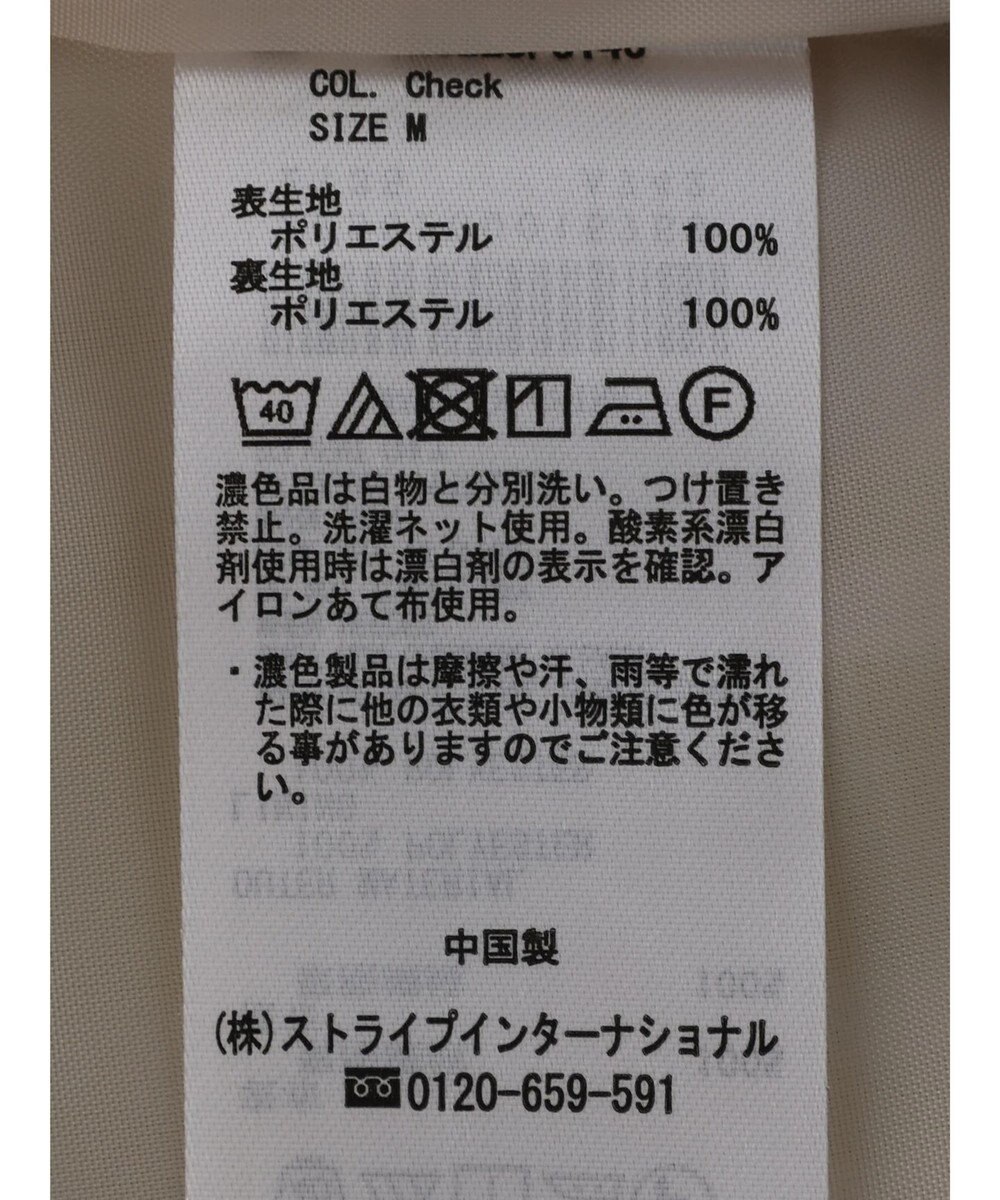 COL. Check
SIZE M
表生地
ポリエステル 100%
裏生地
ポリエステル 100%
40 F
濃色品は白物と分別洗い。つけ置き
禁止。洗濯ネット使用。酸素系漂白
剤使用時は漂白剤の表示を確認。ア
イロンあて布使用。
・濃色製品は摩擦や汗、雨等で濡れ
た際に他の衣類や小物類に色が移
る事がありますのでご注意くださ
い。
中国製
(株)ストライプインターナショナル
0120-659-591